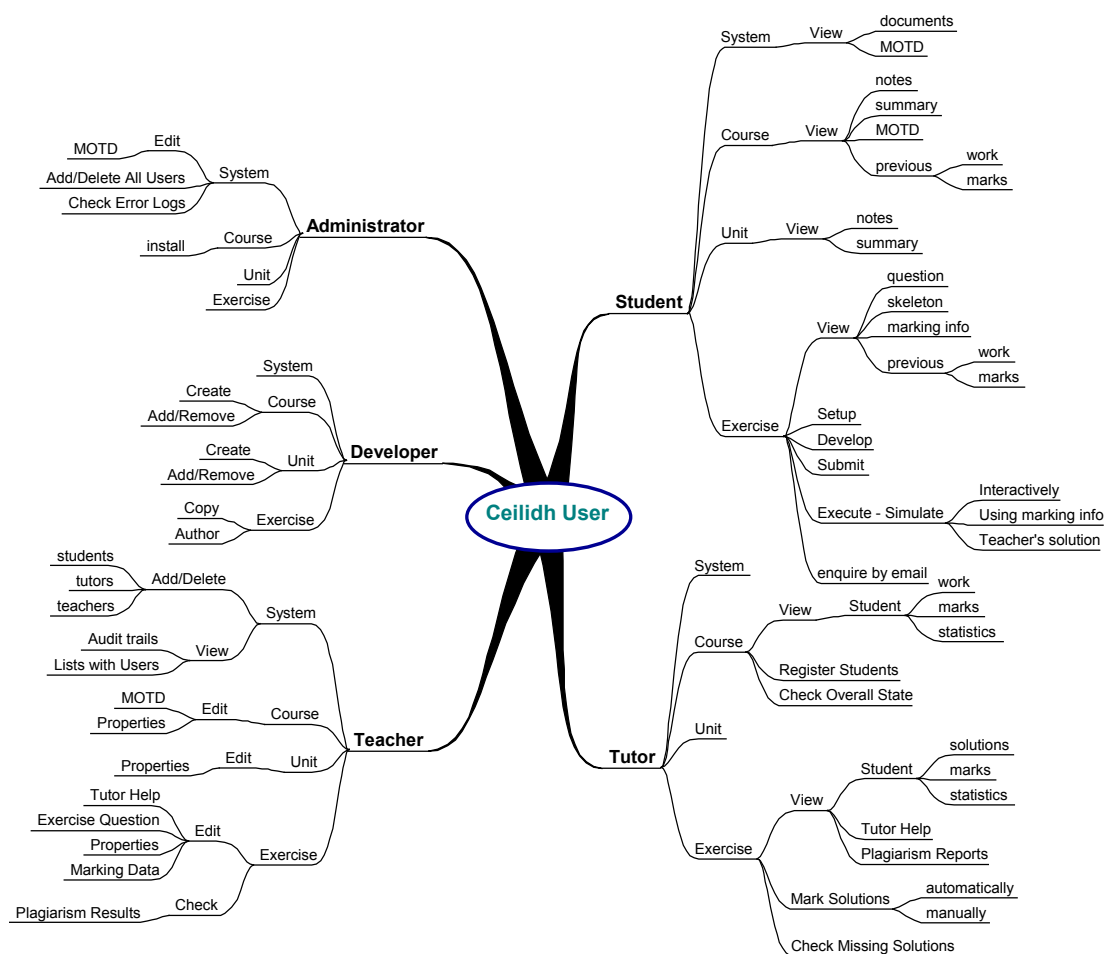 Ceilidh User
Administrator
System
Edit
MOTD
Add/Delete All Users
Check Error Logs
Course
install
Unit
Exercise
Developer
System
Course
Create
Add/Remove
Unit
Create
Add/Remove
Exercise
Copy
Author
Teacher
System
Add/Delete
students
tutors
teachers
View
Audit trails
Lists with Users
Course
Edit
MOTD
Properties
Unit
Edit
Properties
Exercise
Edit
Tutor Help
Exercise Question
Properties
Marking Data
Check
Plagiarism Results
Student
System
View
documents
MOTD
Course
View
notes
summary
MOTD
previous
work
marks
Unit
View
notes
summary
Exercise
View
question
skeleton
marking info
previous
work
marks
Setup
Develop
Submit
Execute - Simulate
Interactively
Using marking info
Teacher's solution
enquire by email
Tutor
System
Course
View
Student
work
marks
statistics
Register Students
Check Overall State
Unit
Exercise
View
Student
solutions
marks
statistics
Tutor Help
Plagiarism Reports
Mark Solutions
automatically
manually
Check Missing Solutions